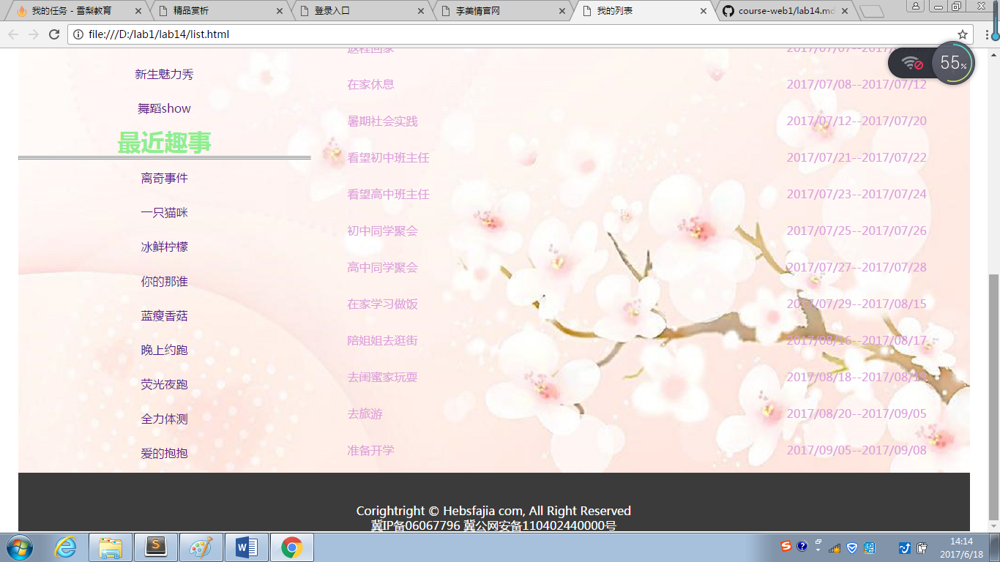 我的任务 - 雪梨教育
精品赏析
登录入口
李美情官网
我的列表
course-web1/lab14.md
file:///D:/lab1/lab14/list.html
55%
新生魅力秀
舞蹈show
最近趣事
离奇事件
一只猫咪
冰鲜柠檬
你的那谁
蓝瘦香菇
晚上约跑
荧光夜跑
全力体测
爱的抱抱
返程回家
在家休息 2017/07/08--2017/07/12
暑期社会实践 2017/07/12--2017/07/20
看望初中班主任 2017/07/21--2017/07/22
看望高中班主任 2017/07/23--2017/07/24
初中同学聚会 2017/07/25--2017/07/26
高中同学聚会 2017/07/27--2017/07/28
在家学习做饭 2017/07/29--2017/08/15
陪姐姐去逛街 2017/08/16--2017/08/17
去闺蜜家玩耍 2017/08/18--2017/08/19
去旅游 2017/08/20--2017/09/05
准备开学 2017/09/05--2017/09/08
Corightright © Hebsfajia com, All Right Reserved
冀IP备06067796 冀公网安备110402440000号
14:14
2017/6/18